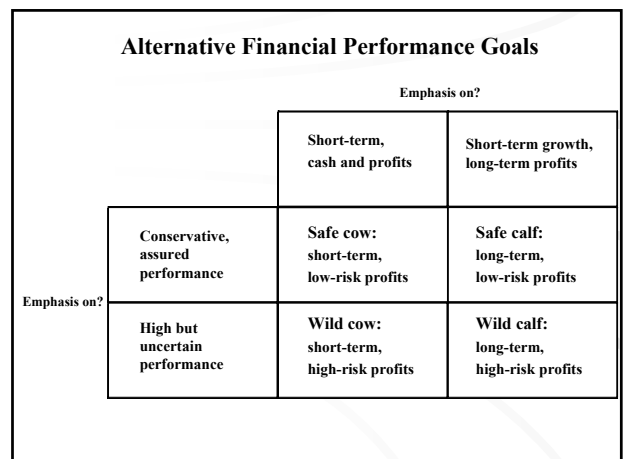 Alternative Financial Performance Goals
Emphasis on?
Short-term,
cash and profits
Short-term growth,
long-term profits
Conservative,
assured
performance
Safe cow:
short-term,
low-risk profits
Safe calf:
long-term,
low-risk profits
Emphasis on?
High but
uncertain
performance
Wild cow:
short-term,
high-risk profits
Wild calf:
long-term,
high-risk profits